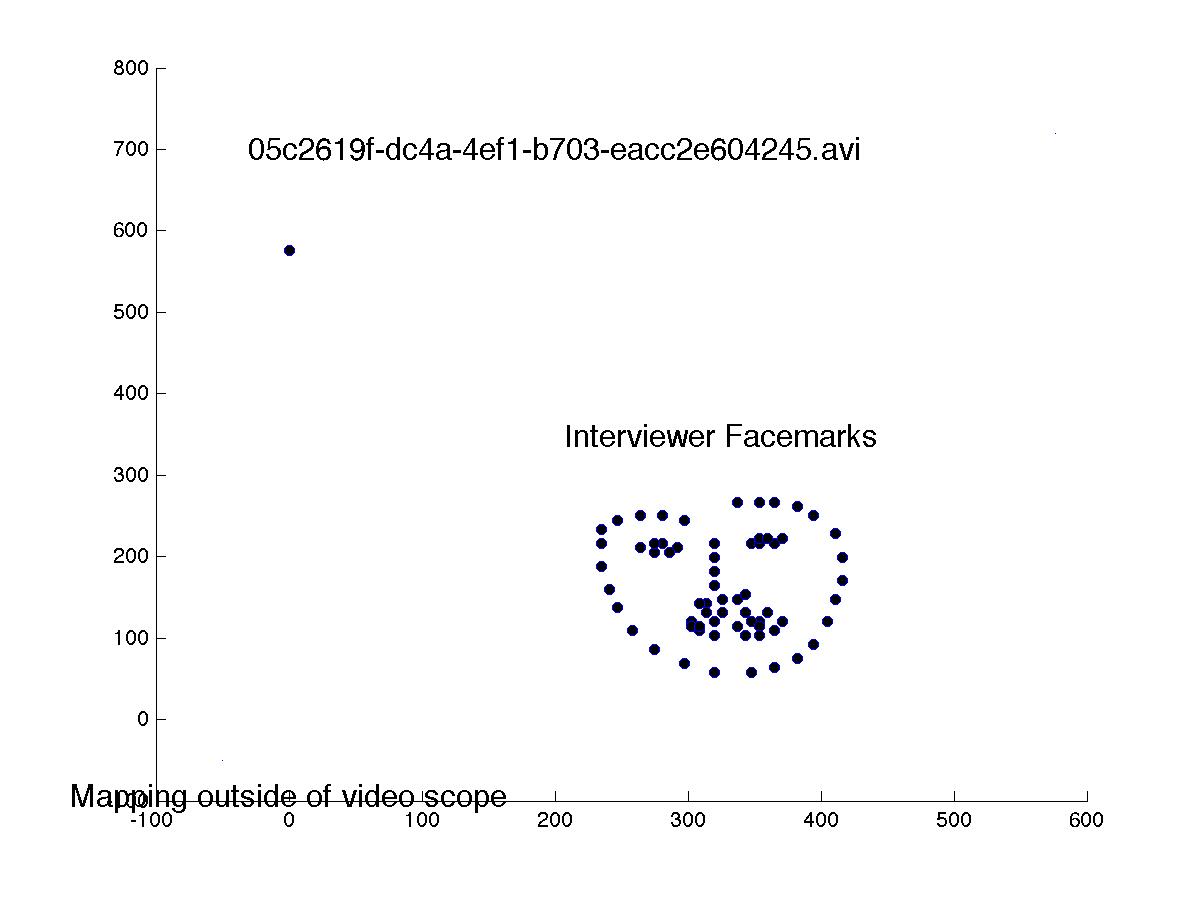 800
05c2619f-dc4a-4ef1-b703-eacc2e604245.avi
700
600
500
400
Interviewer Facemarks
300
200
100
0
Mapping outside of video scope
-100 0 100 200 300 400 500 600